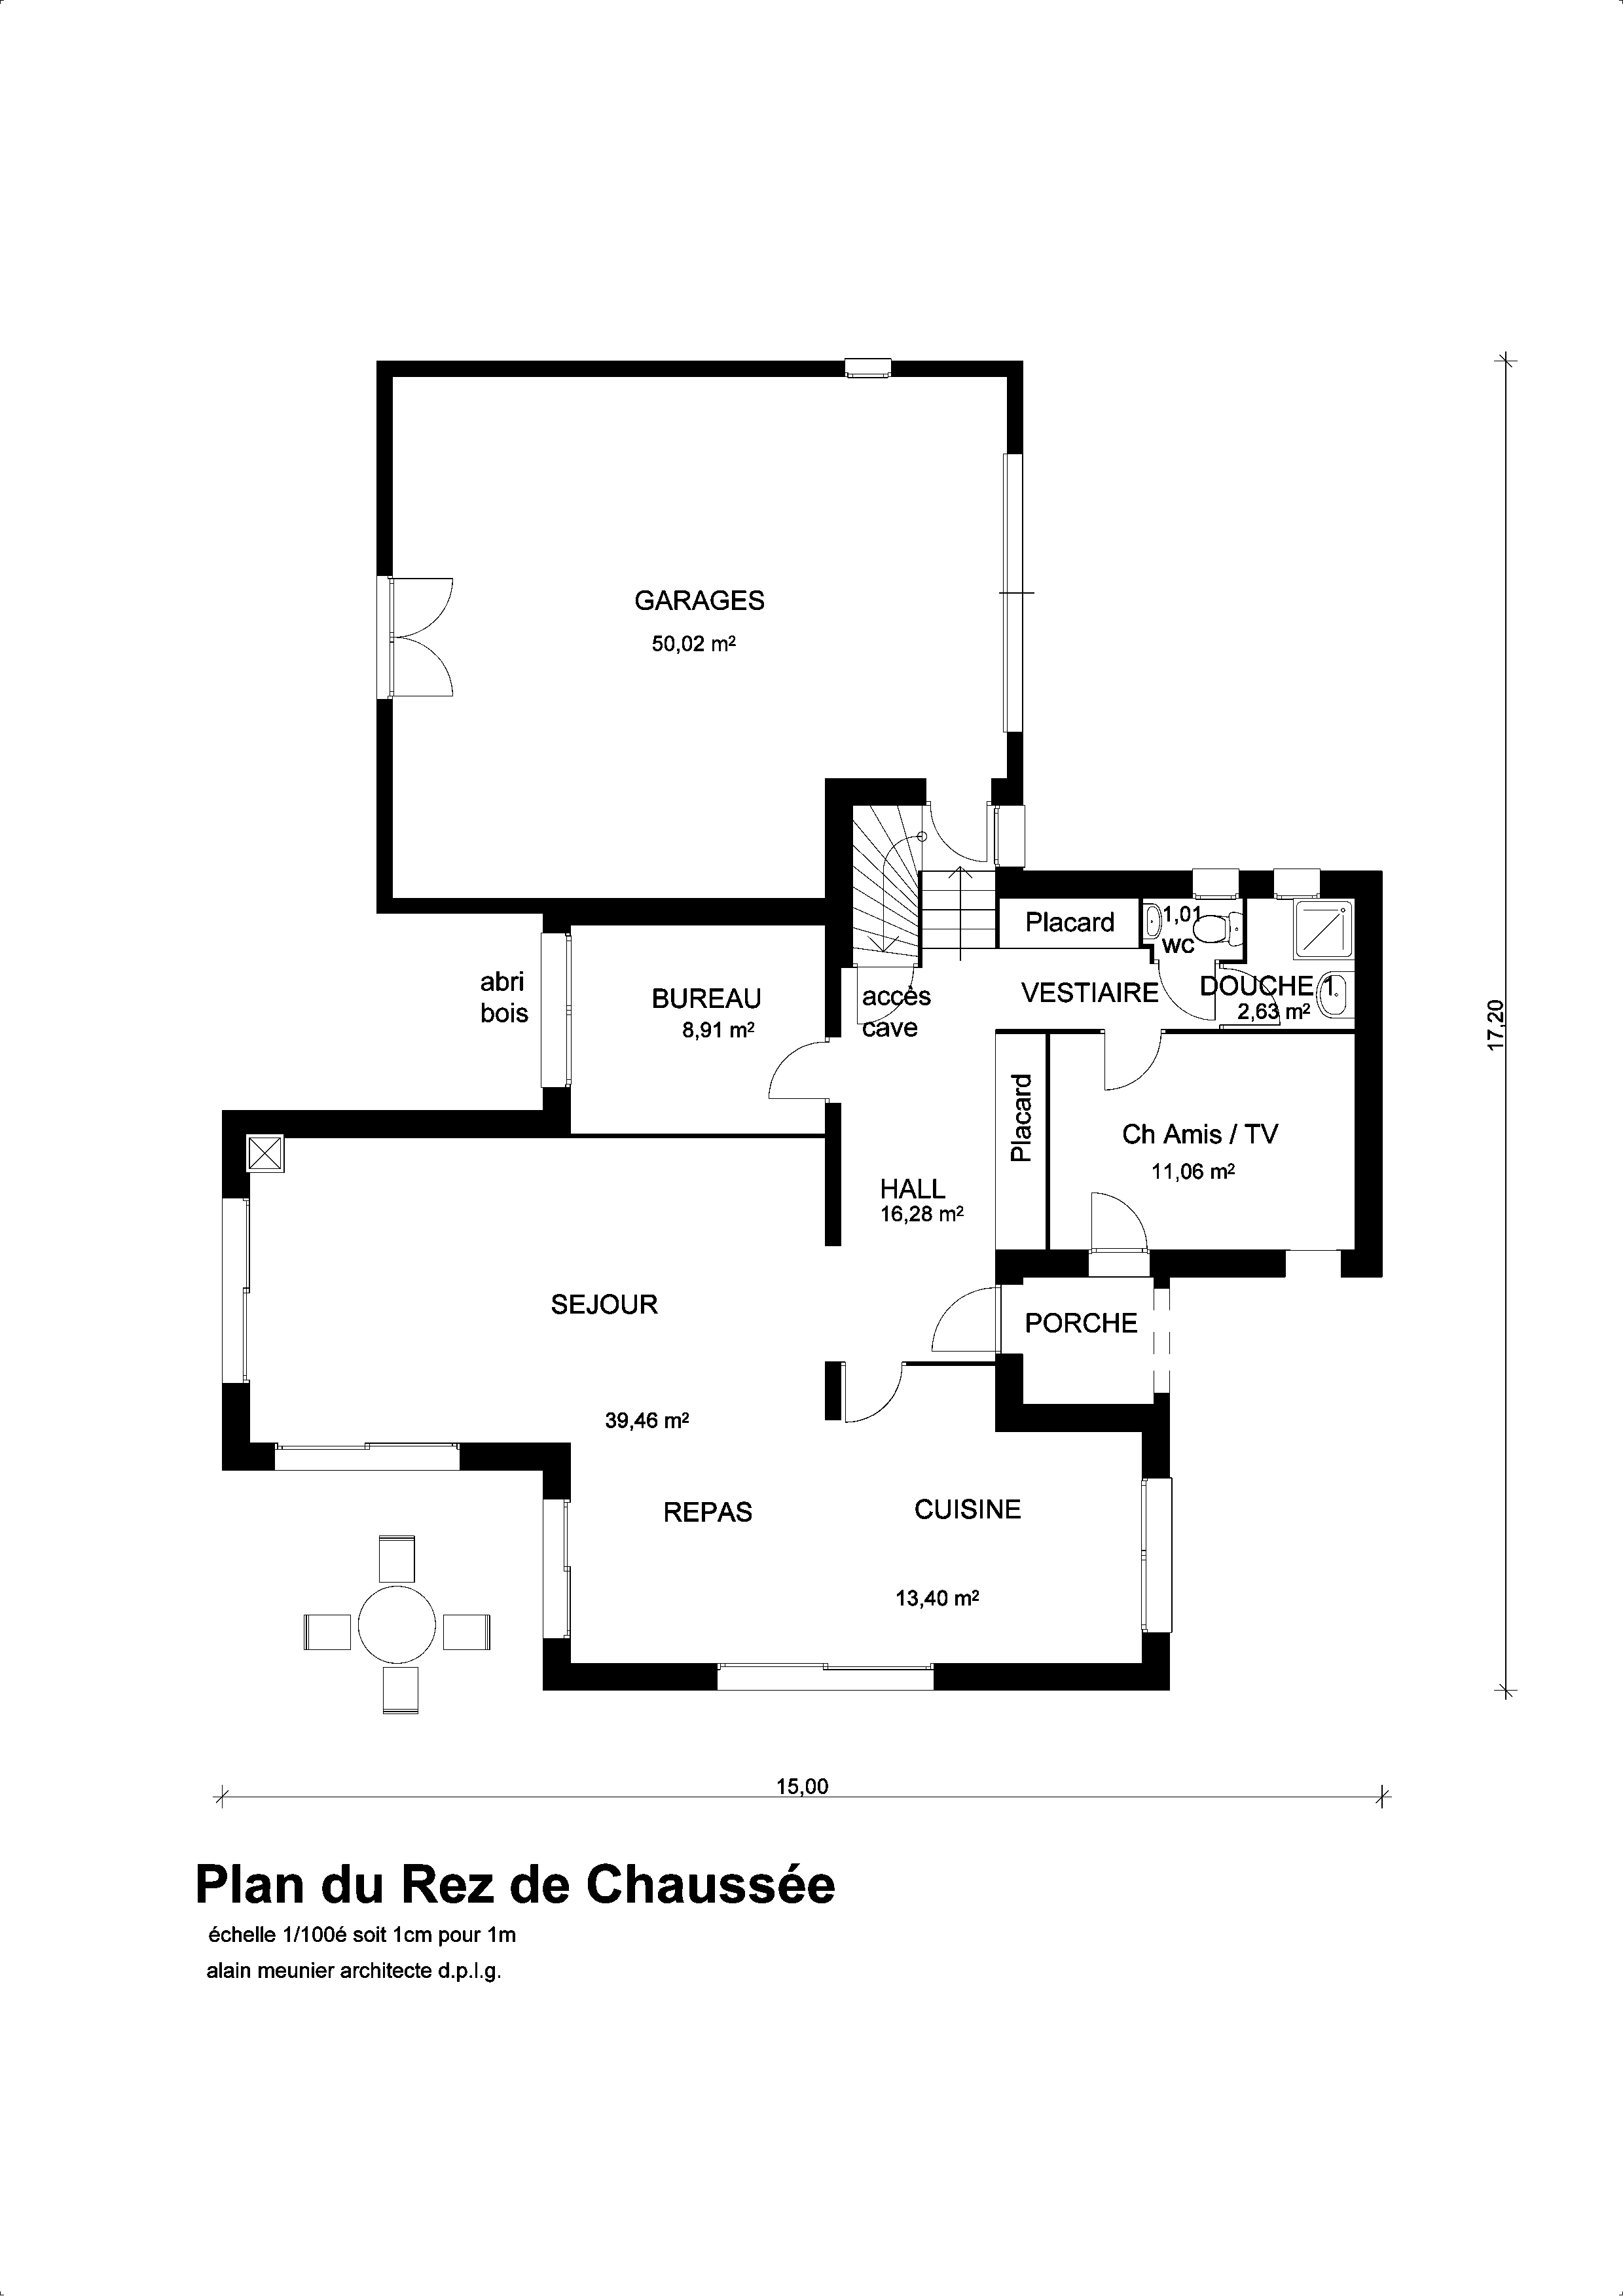 GARAGES
50,02 m²
Placard
1,01
WC
abri
bois
BUREAU
8,91 m²
accès
cave
VESTIAIRE
DOUCHE 1
2,63 m²
17,20
Placard
Ch Amis / TV
11,06 m²
HALL
16,28 m²
SEJOUR
PORCHE
39,46 m²
REPAS
CUISINE
13,40 m²
15,00
Plan du Rez de Chaussée
échelle 1/100é soit 1cm pour 1m
alain meunier architecte d.p.l.g.